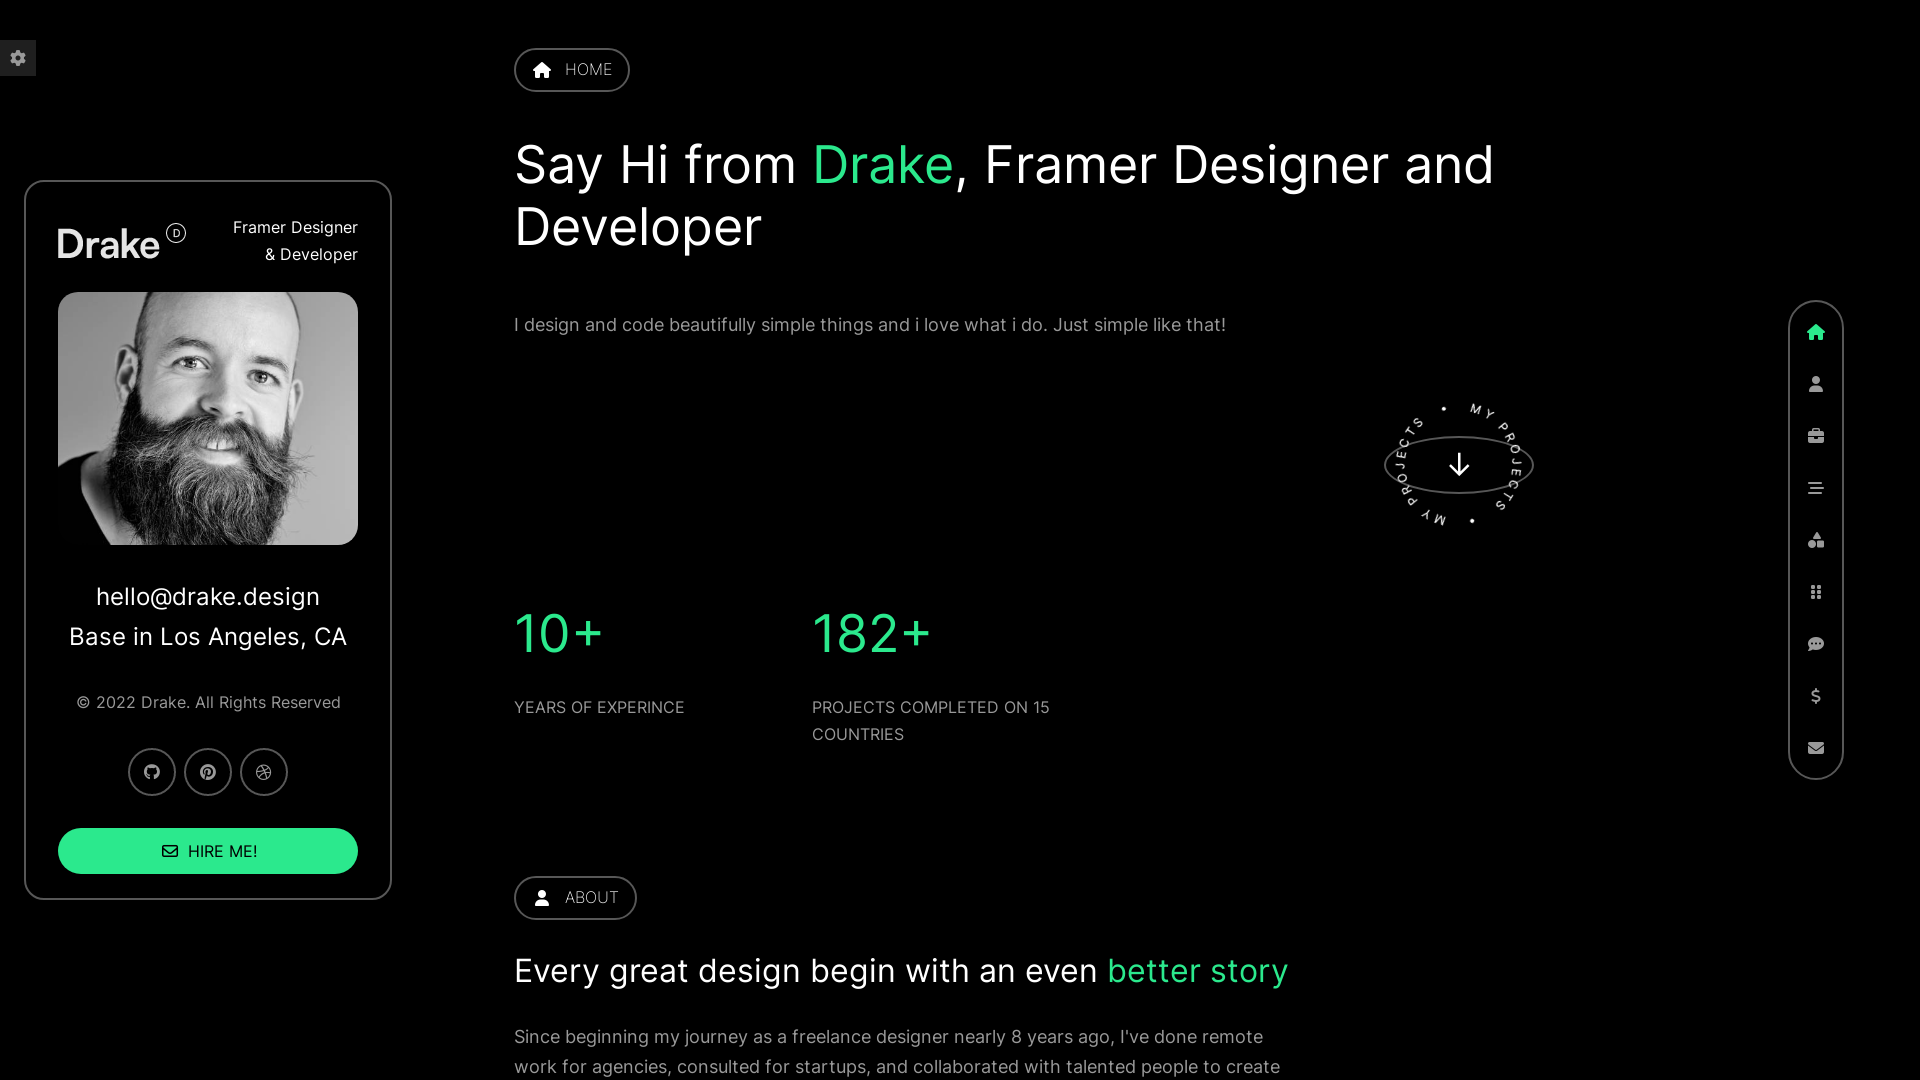 Drake D
Framer Designer
& Developer
hello@drake.design
Base in Los Angeles, CA
© 2022 Drake. All Rights Reserved
HIRE ME!
HOME
Say Hi from Drake, Framer Designer and
Developer
I design and code beautifully simple things and i love what i do. Just simple like that!
MY PROJECTS • MY PROJECTS •
10+
YEARS OF EXPERINCE
182+
PROJECTS COMPLETED ON 15
COUNTRIES
ABOUT
Every great design begin with an even better story
Since beginning my journey as a freelance designer nearly 8 years ago, I've done remote
work for agencies, consulted for startups, and collaborated with talented people to create